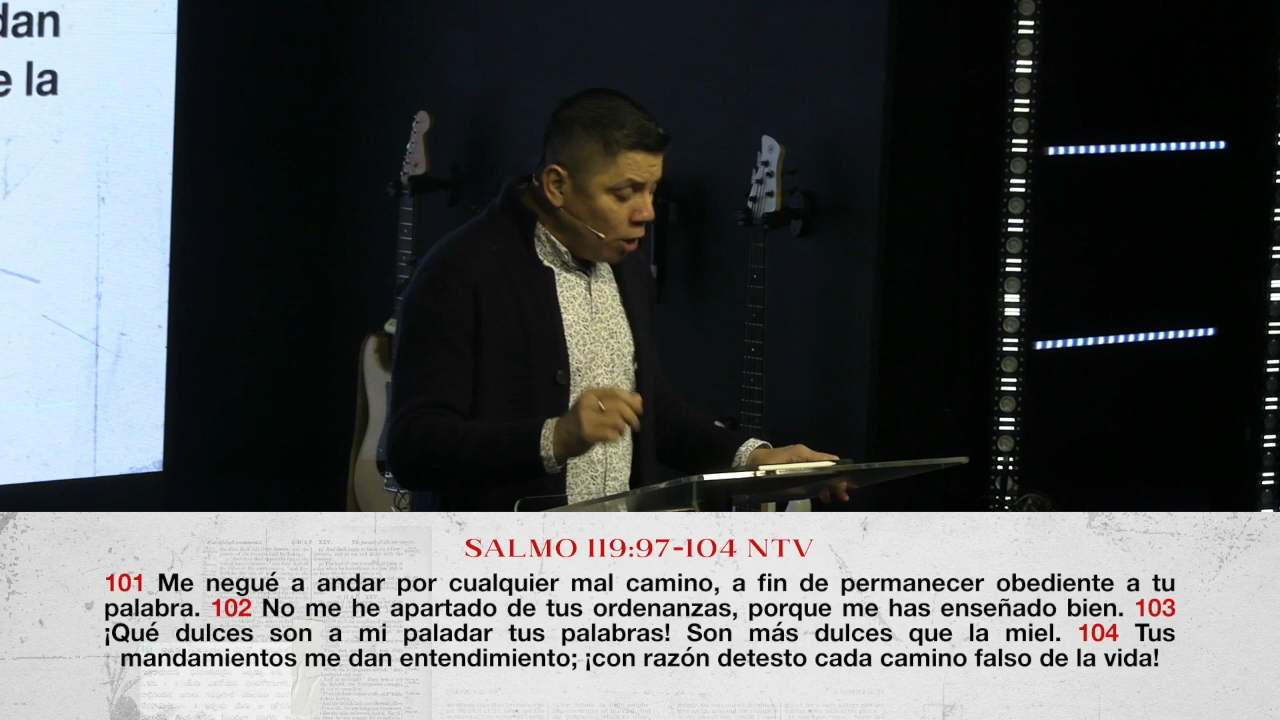 dan
e la
SALMO 119:97-104 NTV
101 Me negué a andar por cualquier mal camino, a fin de permanecer obediente a tu
palabra. 102 No me he apartado de tus ordenanzas, porque me has enseñado bien. 103
¡Qué dulces son a mi paladar tus palabras! Son más dulces que la miel. 104 Tus
mandamientos me dan entendimiento; ¡con razón detesto cada camino falso de la vida!